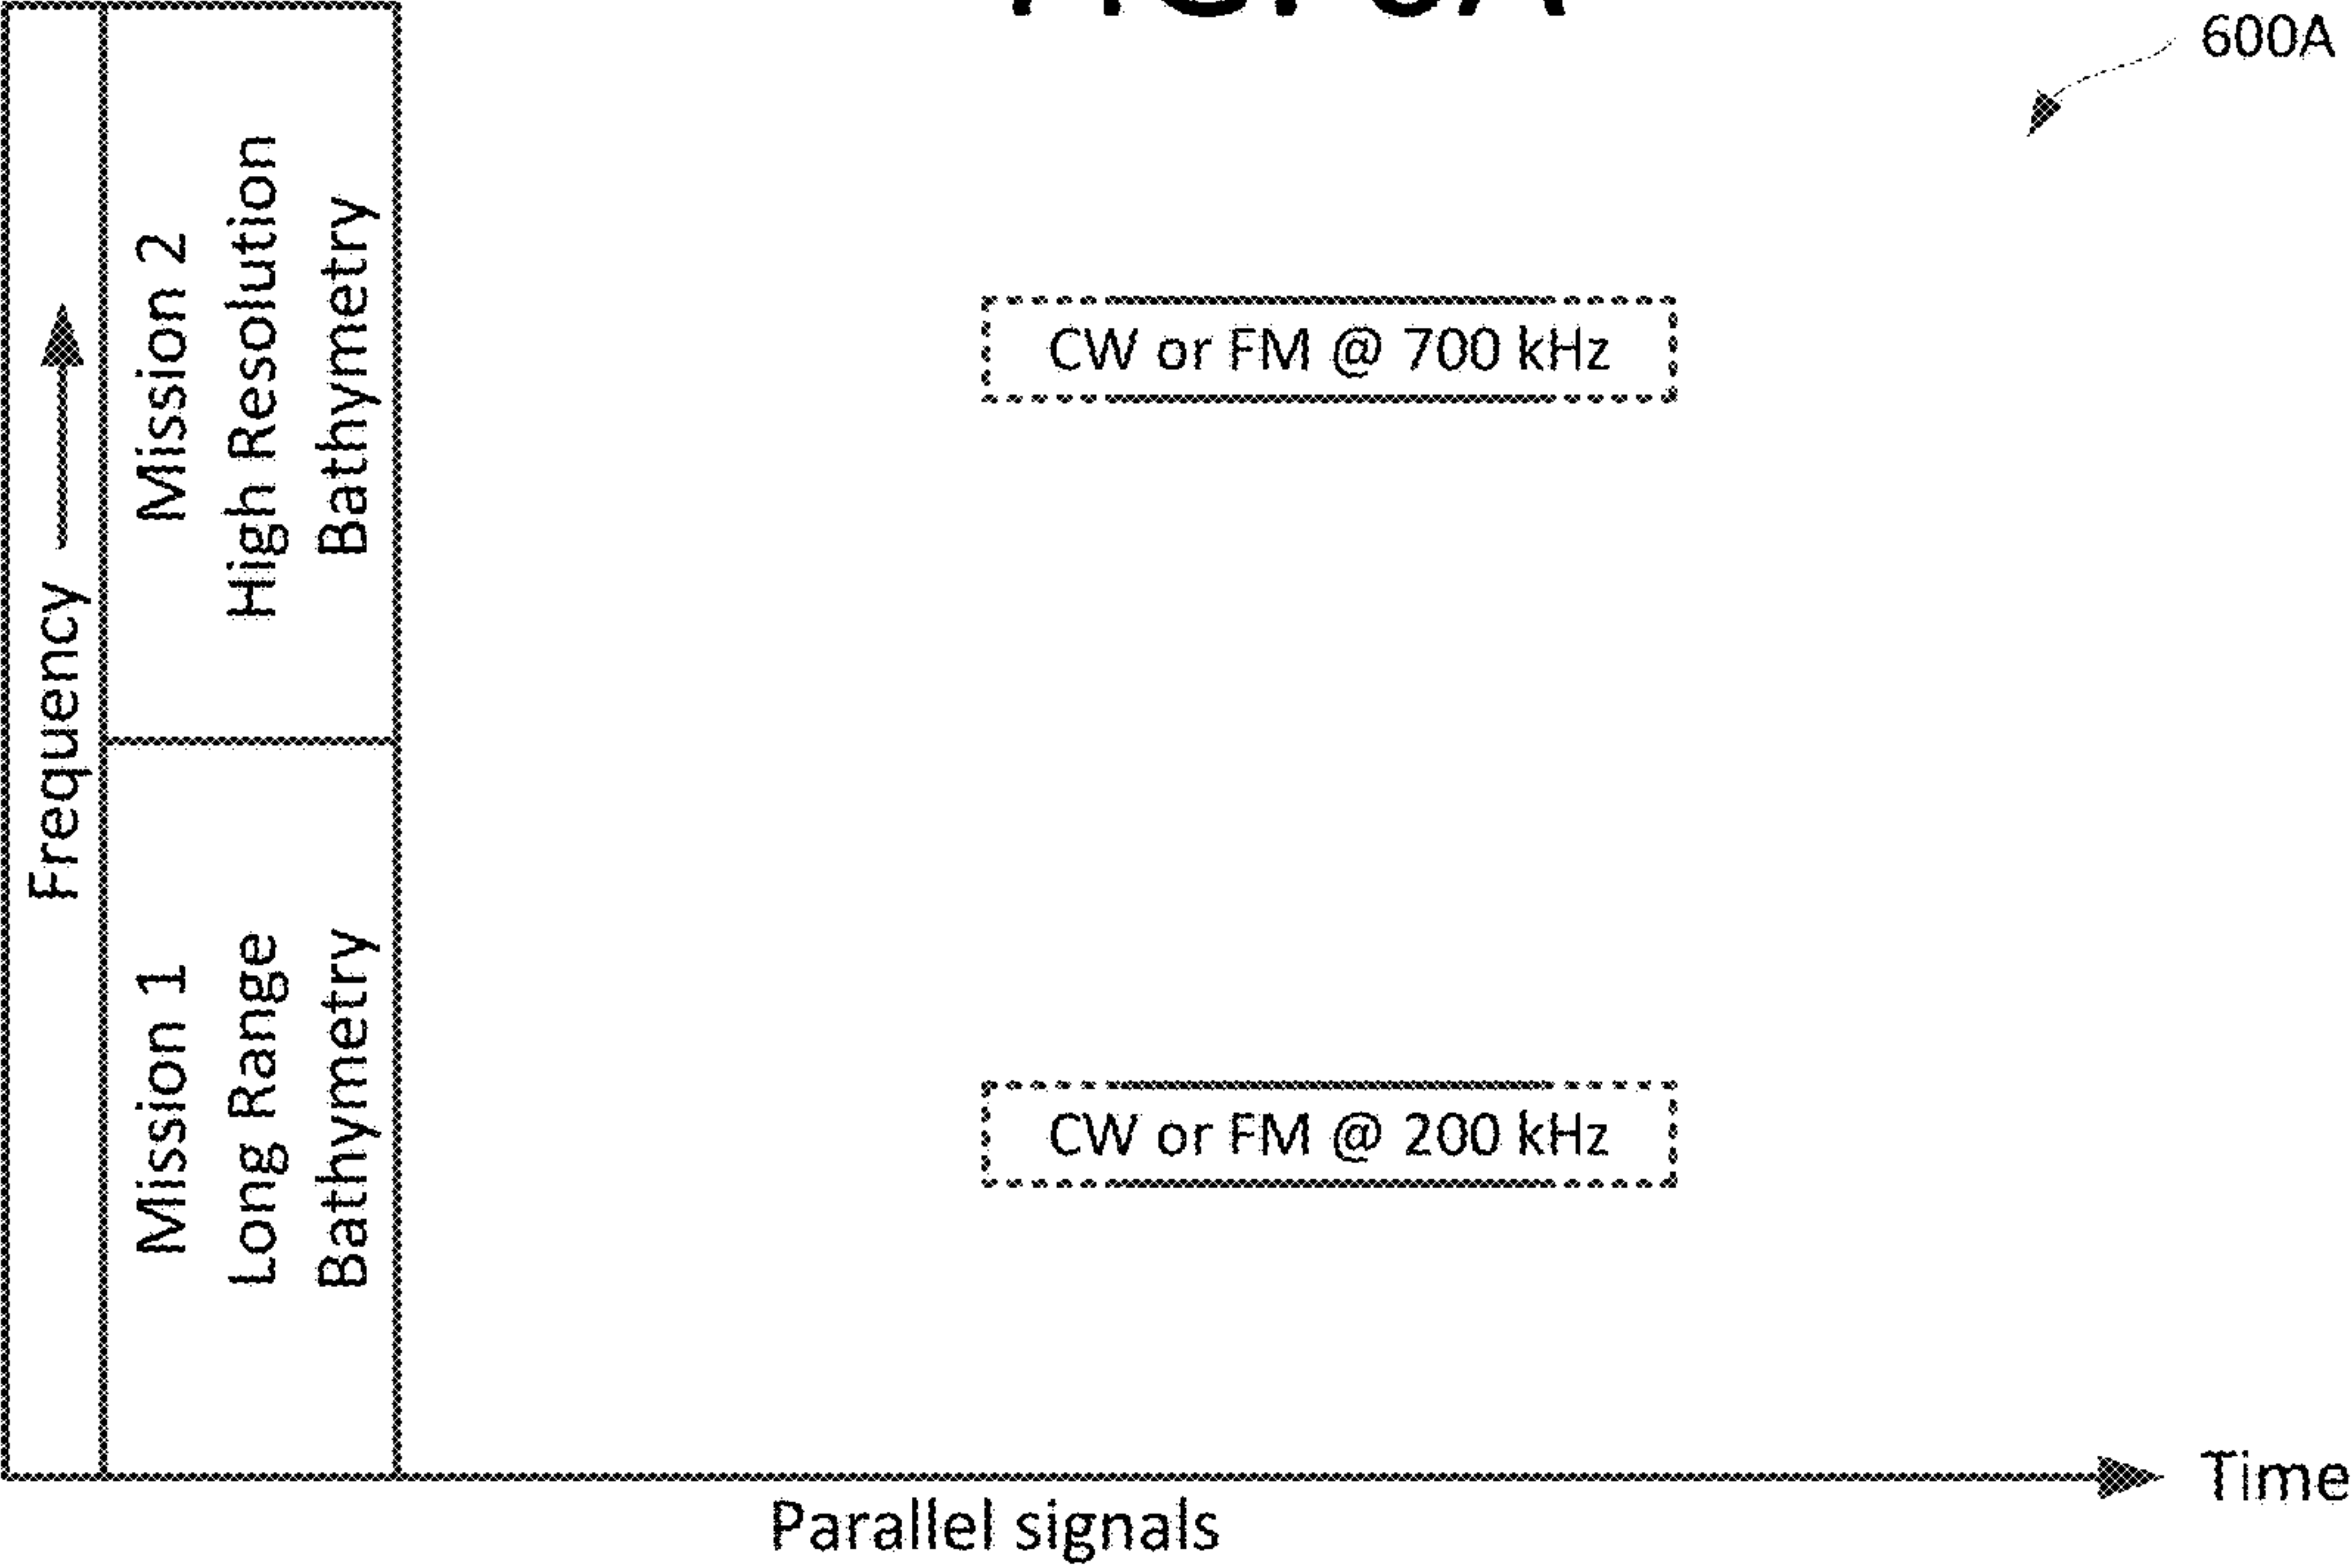 600A
Frequency
Mission 2
High Resolution
Bathymetry
CW or FM @ 700 kHz
Mission 1
Long Range
Bathymetry
CW or FM @ 200 kHz
Time
Parallel signals